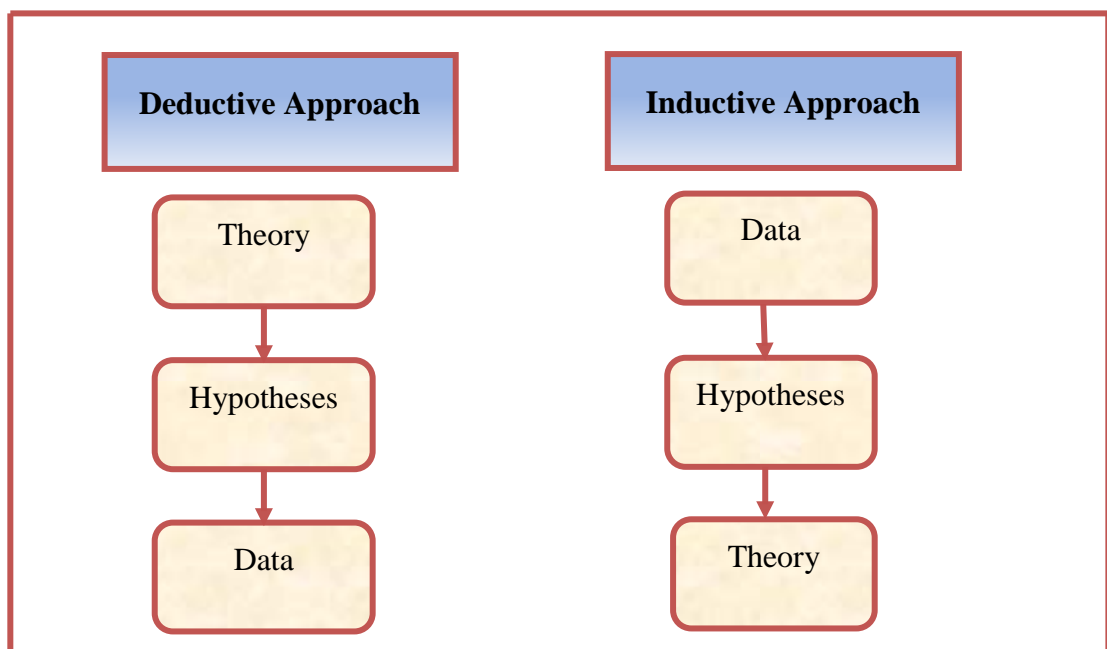 Deductive Approach
Theory
Hypotheses
Data
Inductive Approach
Data
Hypotheses
Theory